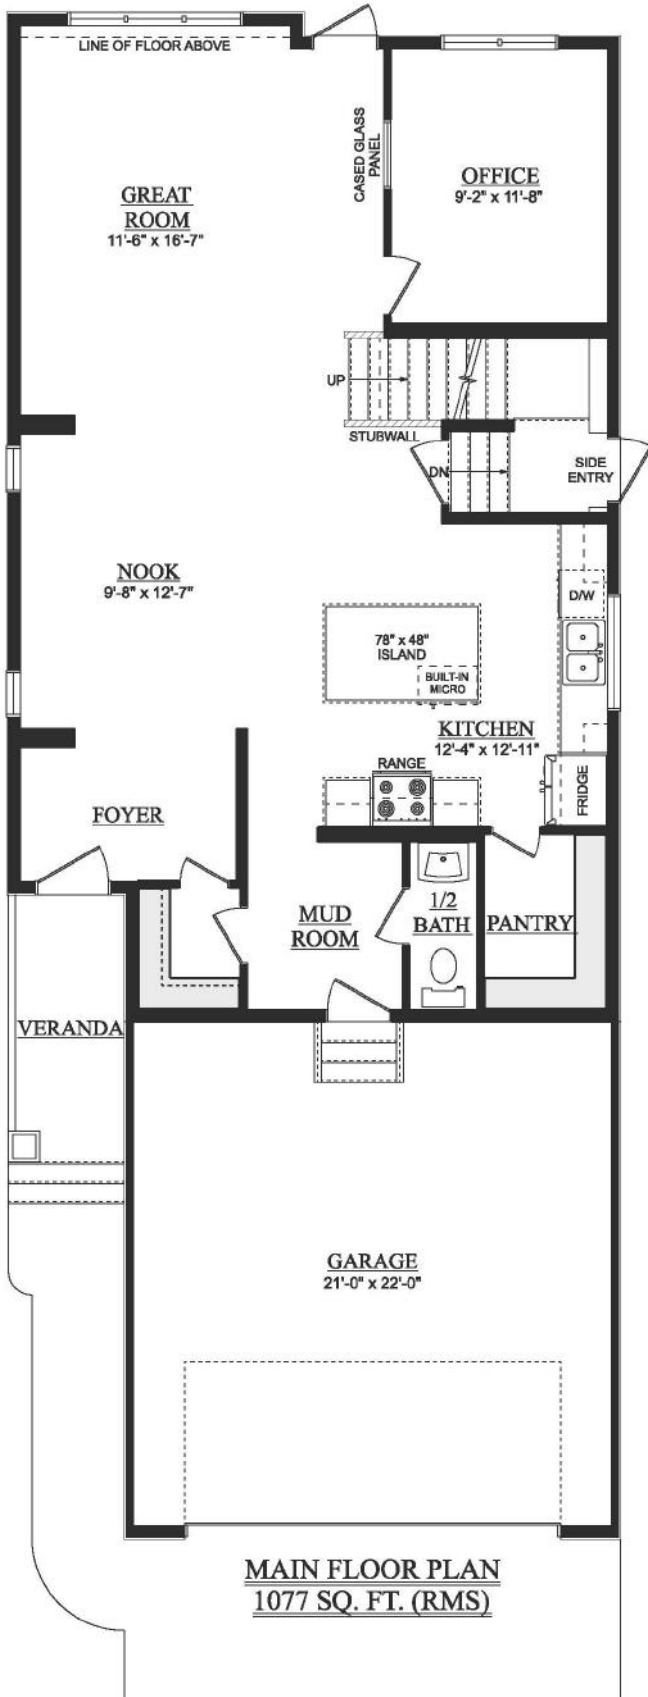 LINE OF FLOOR ABOVE
CASED GLASS
PANEL
OFFICE
9'-2" x 11'-8"
GREAT
ROOM
11'-6" x 16'-7"
UP
STUBWALL
DN
SIDE
ENTRY
NOOK
9'-8" x 12'-7"
D/W
78" x 48"
ISLAND
BUILT-IN
MICRO
KITCHEN
12'-4" x 12'-11"
RANGE
FRIDGE
FOYER
MUD
ROOM
1/2
BATH
PANTRY
VERANDA
GARAGE
21'-0" x 22'-0"
MAIN FLOOR PLAN
1077 SQ. FT. (RMS)